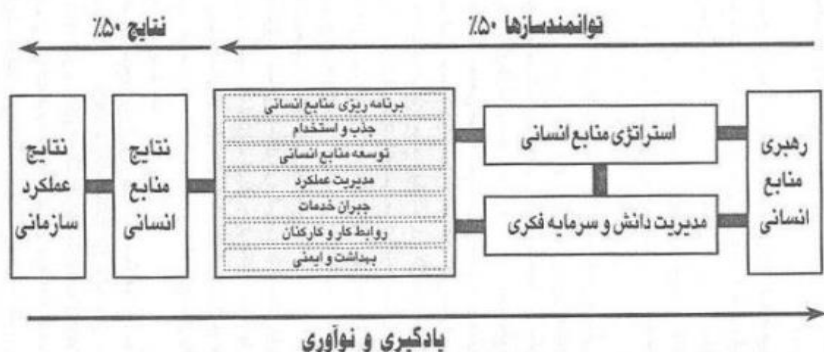 توانمندسازها ۵۰٪
نتایج ۵۰٪
رهبری
منابع
انسانی
استراتژی منابع انسانی
مدیریت دانش و سرمایه فکری
برنامه ریزی منابع انسانی
جذب و استخدام
توسعه منابع انسانی
مدیریت عملکرد
جبران خدمات
روابط کار و کارکنان
بهداشت و ایمنی
نتایج
منابع
انسانی
نتایج
عملکرد
سازمانی
یادگیری و نوآوری